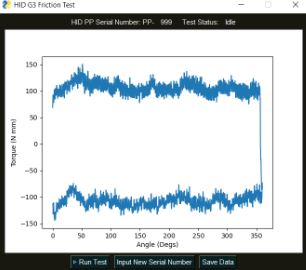 HID G3 Friction Test
HID PP Serial Number: PP- 999 Test Status: Idle
150
100
50
0
−50
−100
−150
Torque (N mm)
0 50 100 150 200 250 300 350
Angle (Degs)
Run Test Input New Serial Number Save Data